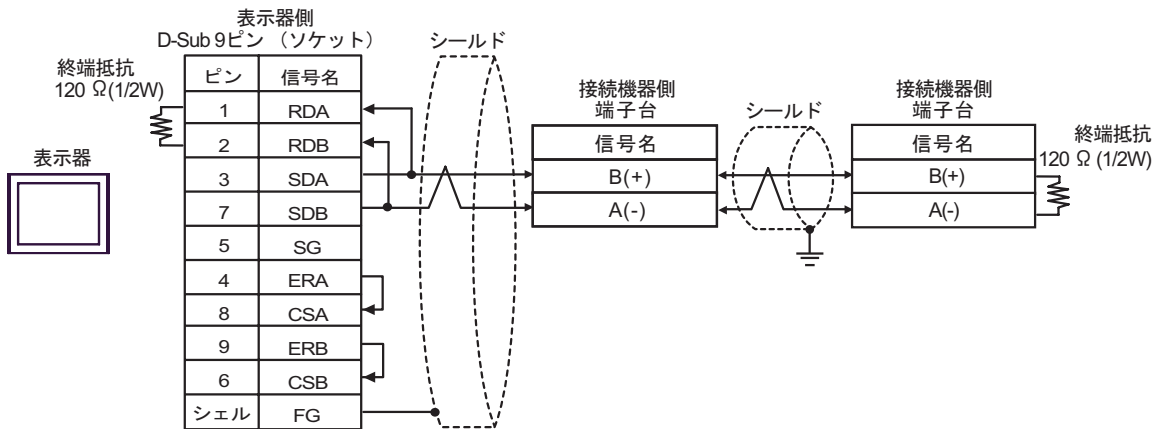 表示器側
D-Sub 9ピン （ソケット）
終端抵抗
120 Ω(1/2W)
表示器
ピン 信号名
1 RDA
2 RDB
3 SDA
7 SDB
5 SG
4 ERA
8 CSA
9 ERB
6 CSB
シェル FG
シールド
接続機器側
端子台
信号名
B(+)
A(-)
シールド
接続機器側
端子台
信号名
B(+)
A(-)
終端抵抗
120 Ω (1/2W)